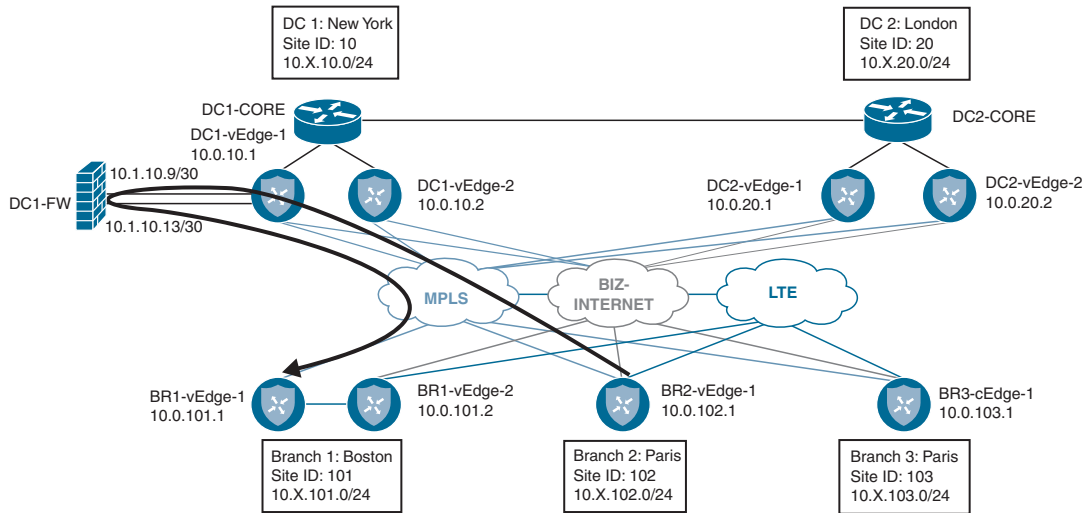 DC 1: New York
Site ID: 10
10.X.10.0/24
DC 2: London
Site ID: 20
10.X.20.0/24
DC1-CORE
DC2-CORE
DC1-vEdge-1
10.0.10.1
10.1.10.9/30
DC1-FW
10.1.10.13/30
DC1-vEdge-2
10.0.10.2
DC2-vEdge-1
10.0.20.1
DC2-vEdge-2
10.0.20.2
MPLS
BIZ-
INTERNET
LTE
BR1-vEdge-1
10.0.101.1
BR1-vEdge-2
10.0.101.2
BR2-vEdge-1
10.0.102.1
BR3-cEdge-1
10.0.103.1
Branch 1: Boston
Site ID: 101
10.X.101.0/24
Branch 2: Paris
Site ID: 102
10.X.102.0/24
Branch 3: Paris
Site ID: 103
10.X.103.0/24